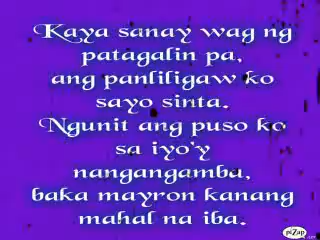 Kaya sanay wag ng
patagalin pa,
ang panliligaw ko
sayo sinta.
Ngunit ang puso ko
sa iyo'y
nangangamba,
baka mayron kanang
mahal na iba.
piZap